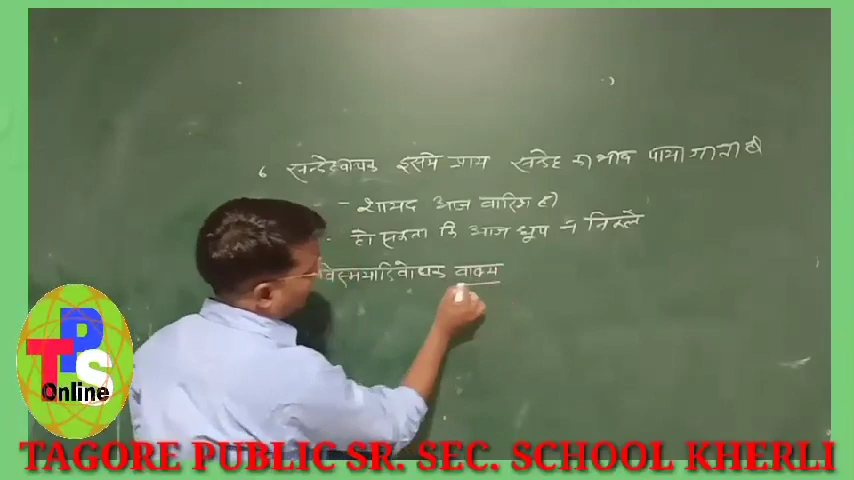 6 सन्देहवाचक इसमे प्राय संदेह का भाव पाया जाता है
- शायद आज बारिश हो
- हो सकता कि आज धूप न निकले
विस्मयादिबोधक वाक्य
TPS
Online
TAGORE PUBLIC SR. SEC. SCHOOL KHERLI